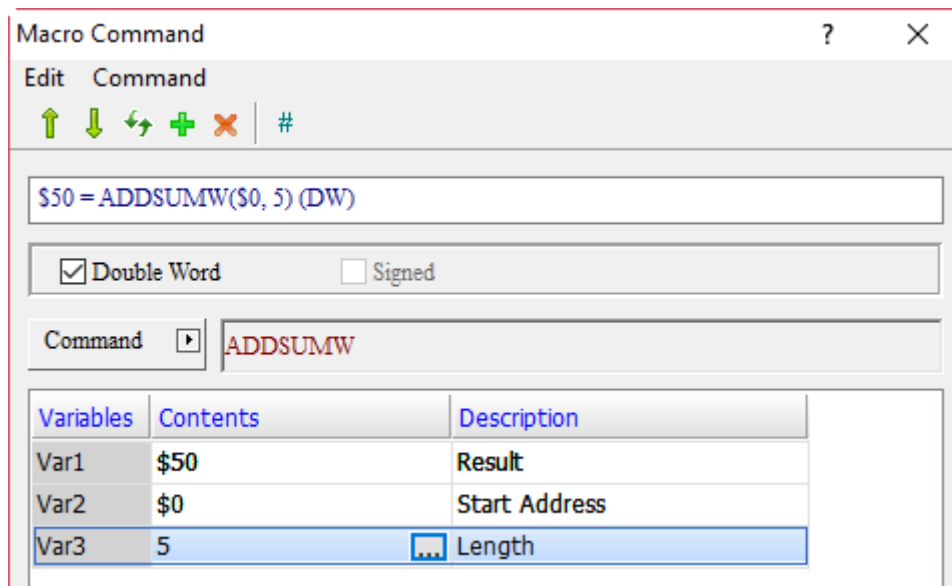 Macro Command ?
Edit Command
#
$50 = ADDSUMW($0, 5) (DW)
Double Word Signed
Command ADDSUMW
Variables Contents Description
Var1 $50 Result
Var2 $0 Start Address
Var3 5 ... Length